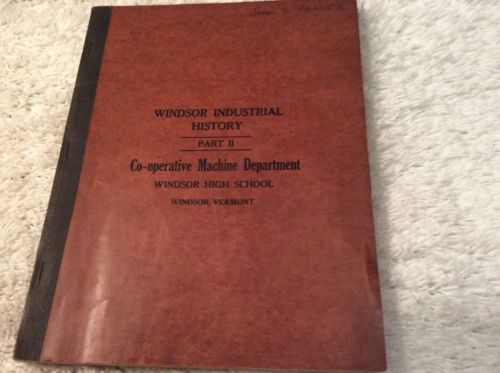 WINDSOR INDUSTRIAL
HISTORY
PART II
Co-operative Machine Department
WINDSOR HIGH SCHOOL
WINDSOR, VERMONT